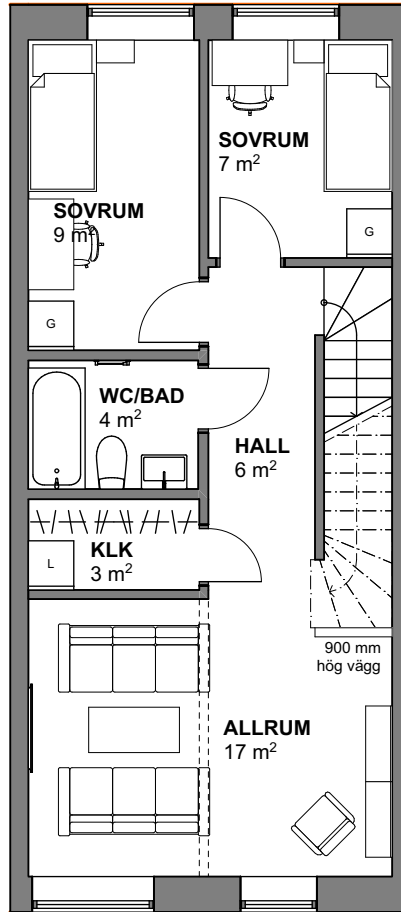 SOVRUM
7 m²
SOVRUM
9 m²
G
G
WC/BAD
4 m²
HALL
6 m²
KLK
3 m²
L
900 mm
hög vägg
ALLRUM
17 m²